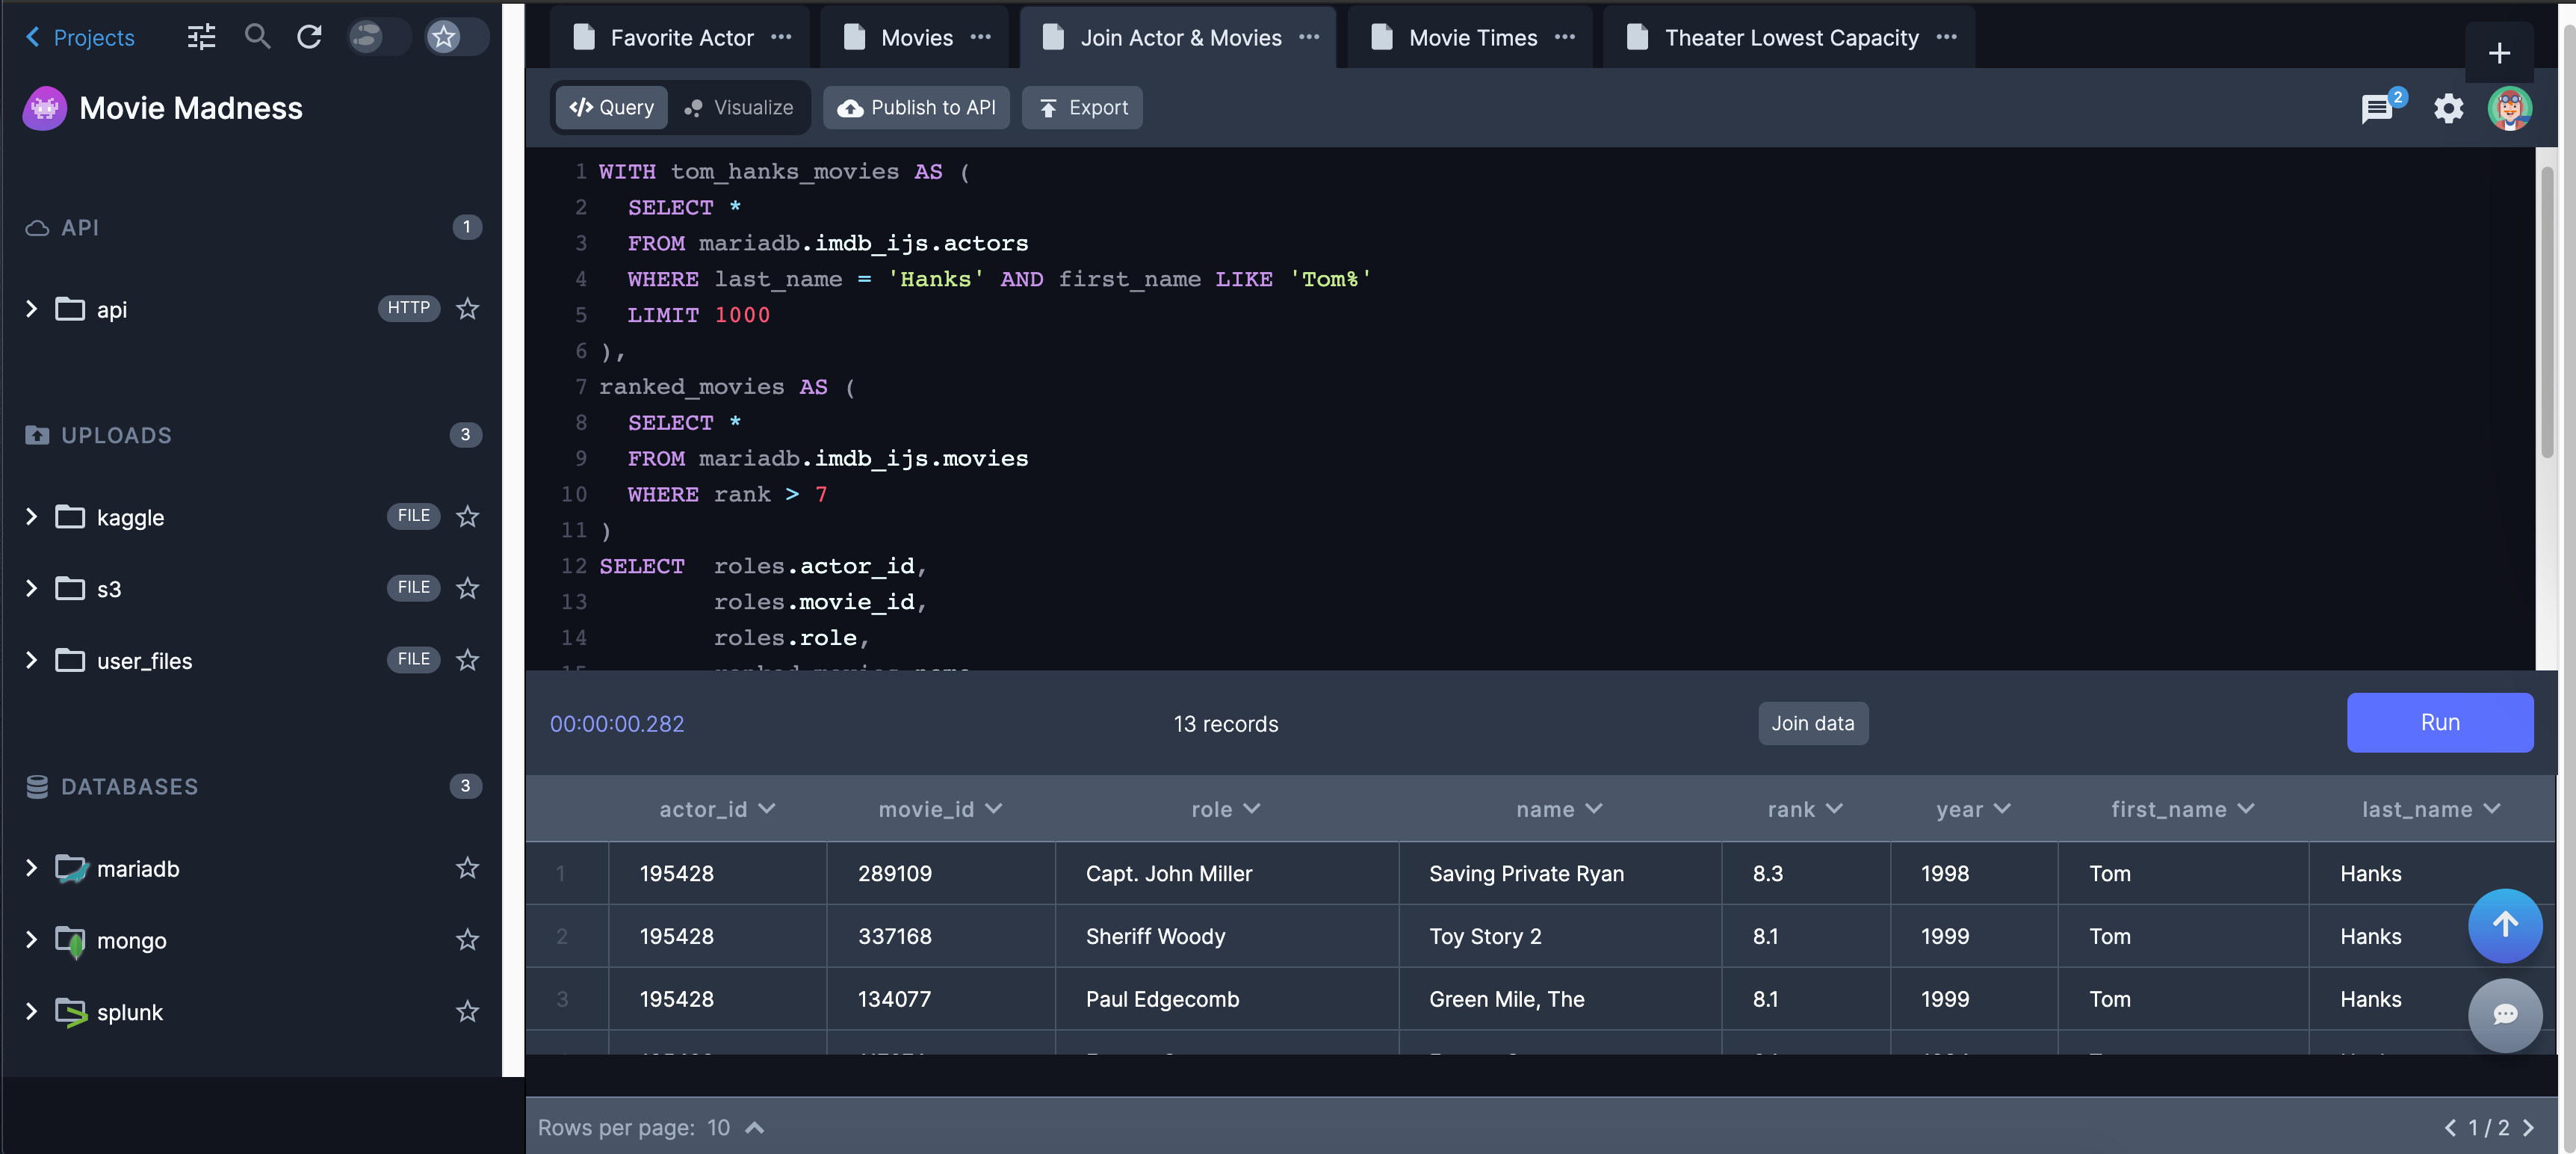 Projects
Movie Madness
API 1
api HTTP
UPLOADS 3
kaggle FILE
s3 FILE
user_files FILE
DATABASES 3
mariadb
mongo
splunk
Favorite Actor ••• Movies ••• Join Actor & Movies ••• Movie Times ••• Theater Lowest Capacity ••• +
</> Query Visualize Publish to API Export 2
1 WITH tom_hanks_movies AS (
2 SELECT *
3 FROM mariadb.imdb_ijs.actors
4 WHERE last_name = 'Hanks' AND first_name LIKE 'Tom%'
5 LIMIT 1000
6 ),
7 ranked_movies AS (
8 SELECT *
9 FROM mariadb.imdb_ijs.movies
10 WHERE rank > 7
11 )
12 SELECT roles.actor_id,
13 roles.movie_id,
14 roles.role,
00:00:00.282 13 records Join data Run
actor_id movie_id role name rank year first_name last_name
1 195428 289109 Capt. John Miller Saving Private Ryan 8.3 1998 Tom Hanks
2 195428 337168 Sheriff Woody Toy Story 2 8.1 1999 Tom Hanks
3 195428 134077 Paul Edgecomb Green Mile, The 8.1 1999 Tom Hanks
Rows per page: 10 1 / 2